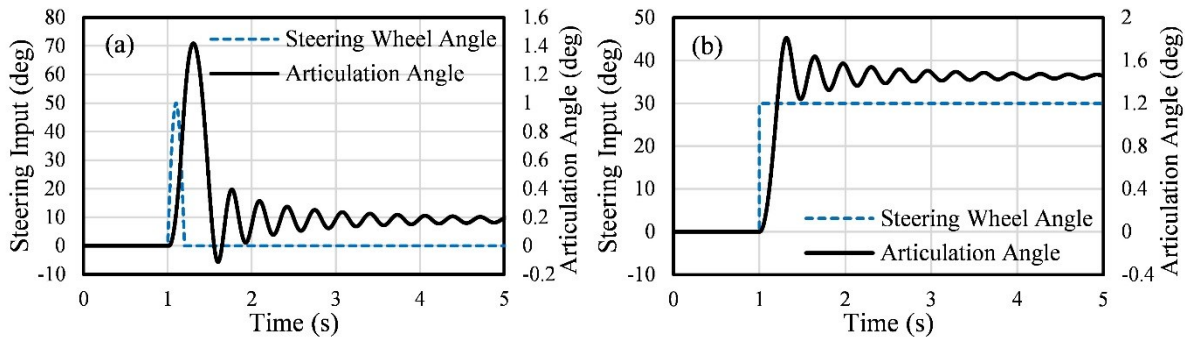 Steering Input (deg)
80
70
60
50
40
30
20
10
0
-10
(a)
Steering Wheel Angle
Articulation Angle
1.6
1.4
1.2
1
0.8
0.6
0.4
0.2
0
-0.2
Articulation Angle (deg)
0 1 2 3 4 5
Time (s)
Steering Input (deg)
50
40
30
20
10
0
-10
(b)
Steering Wheel Angle
Articulation Angle
2
1.6
1.2
0.8
0.4
0
-0.4
Articulation Angle (deg)
0 1 2 3 4 5
Time (s)